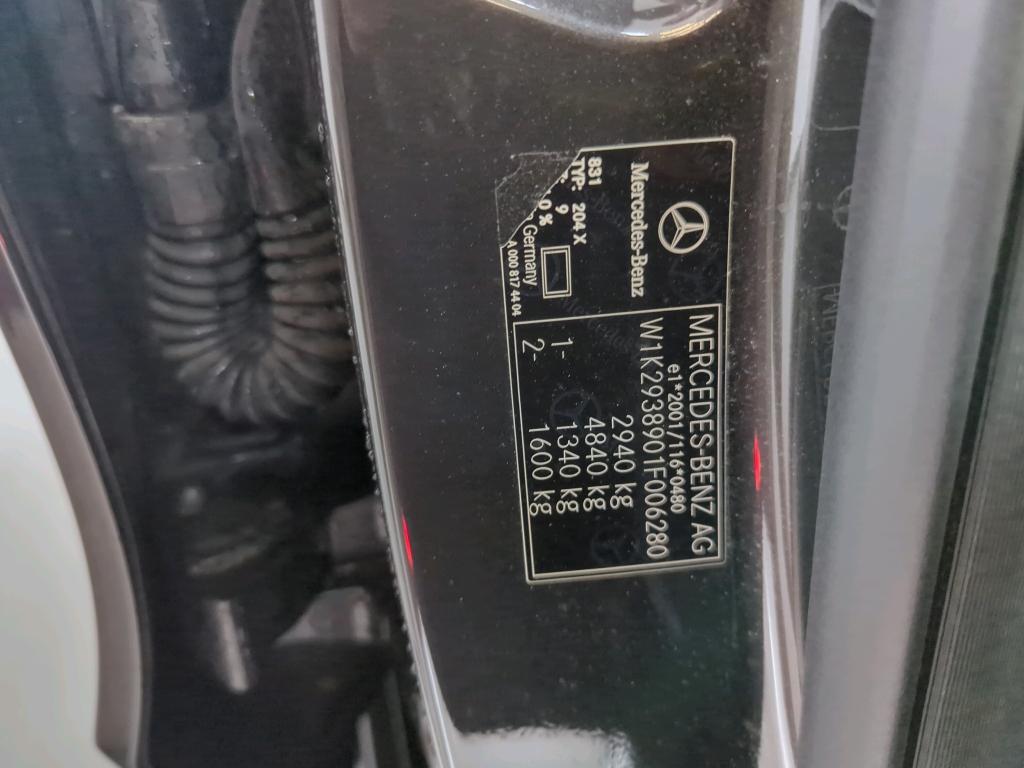 MERCEDES-BENZ AG
e1*2001/116*0480
W1K2938901F006280
2940 kg
4840 kg
1- 1340 kg
2- 1600 kg
Mercedes-Benz
831
TYP: 204 X
9
0 %
Germany
A 000 817 44 04